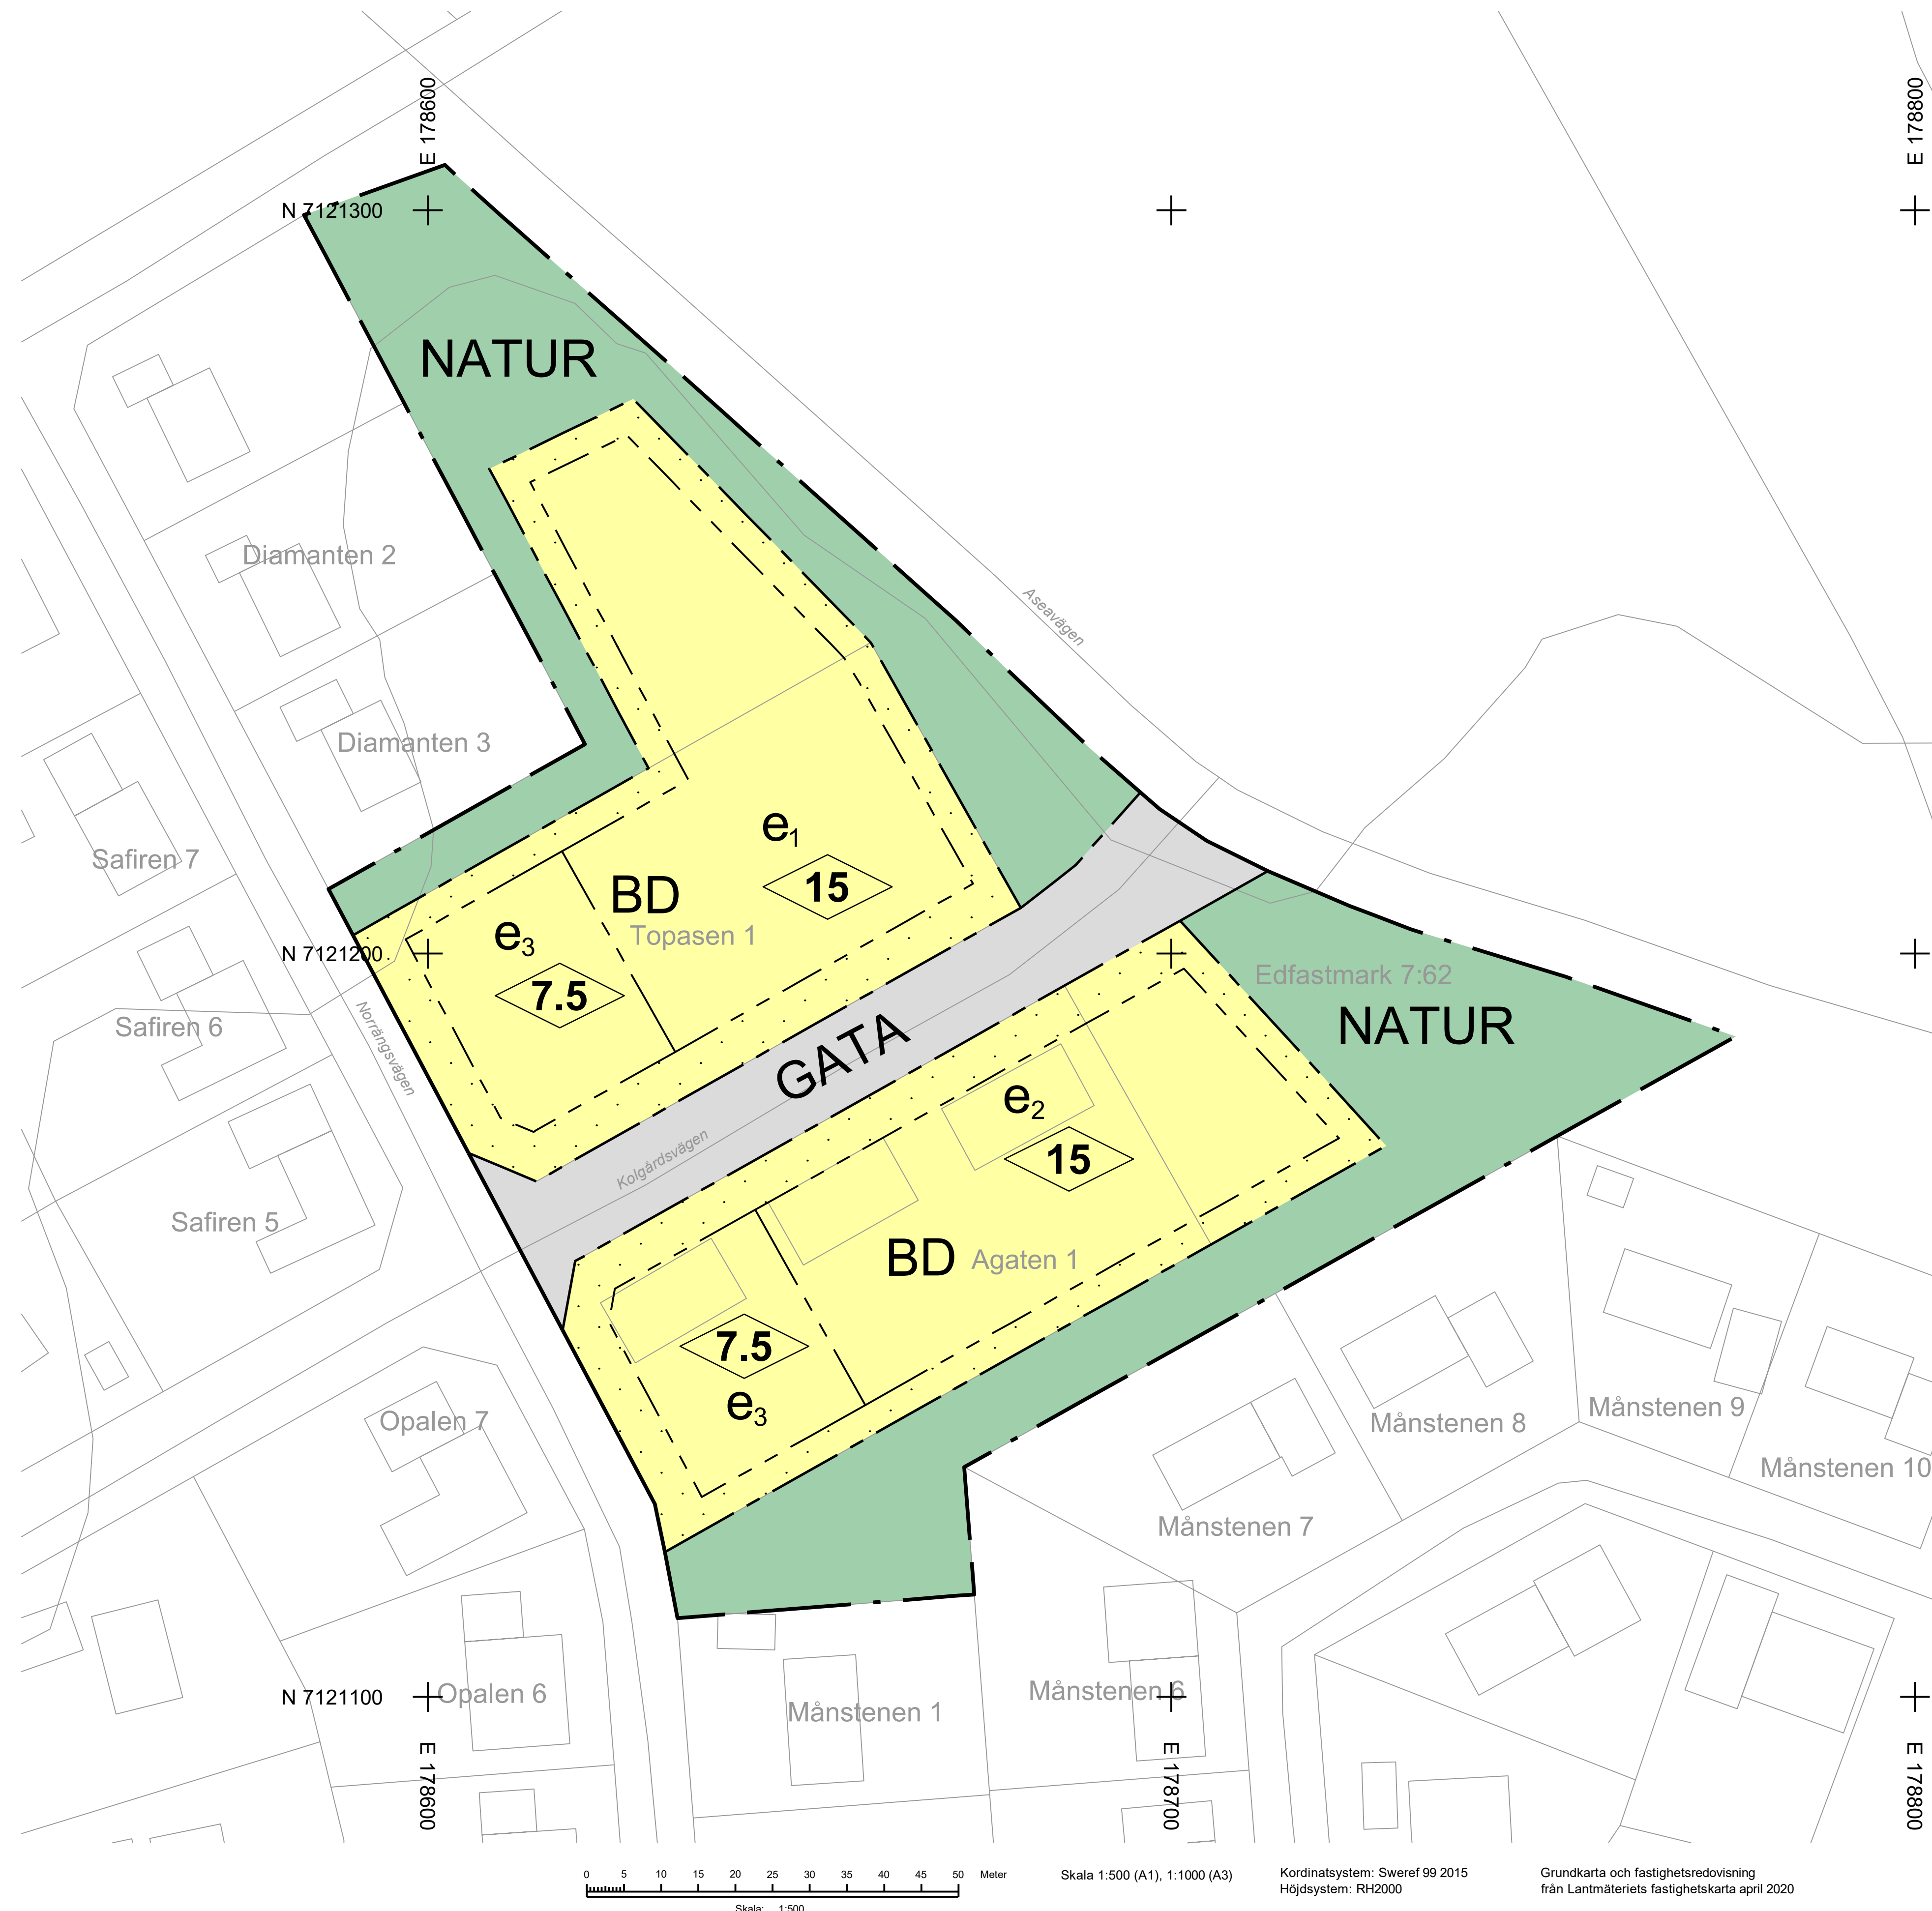 E 178600
E 178800
N 7121300
NATUR
Diamanten 2
Aseavägen
Diamanten 3
e1
Safiren 7
15
BD
e3
Topasen 1
N 7121200
7.5
Edfastmark 7:62
Norrängsvägen
Safiren 6
GATA
NATUR
e2
Kolgårdsvägen
15
Safiren 5
BD
Agaten 1
7.5
e3
Opalen 7
Månstenen 8
Månstenen 9
Månstenen 10
Månstenen 7
N 7121100
Opalen 6
Månstenen 1
Månstenen 6
E 178600
E 178700
E 178800
0 5 10 15 20 25 30 35 40 45 50 Meter
Skala: 1:500
Skala 1:500 (A1), 1:1000 (A3)
Kordinatsystem: Sweref 99 2015
Höjdsystem: RH2000
Grundkarta och fastighetsredovisning
från Lantmäteriets fastighetskarta april 2020